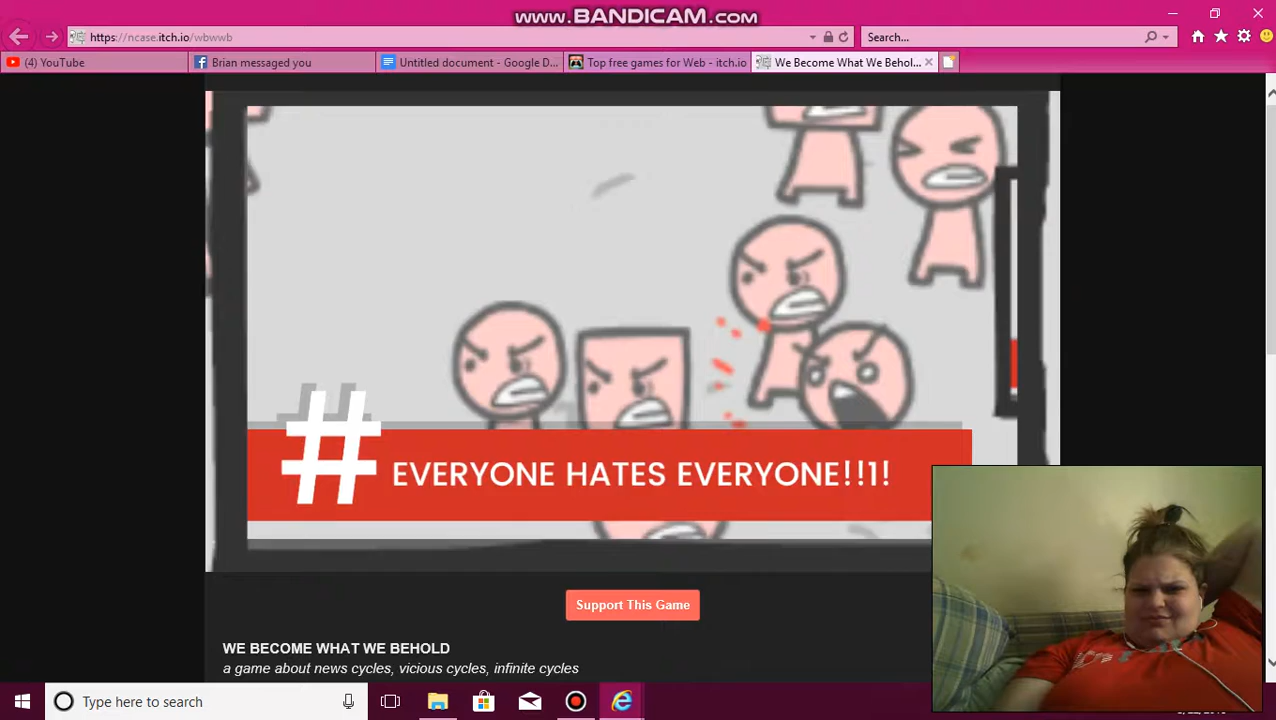 www.BANDICAM.com
https://ncase.itch.io/wbwwb
Search...
(4) YouTube
Brian messaged you
Untitled document - Google D...
Top free games for Web - itch.io
We Become What We Behol...
# EVERYONE HATES EVERYONE!!1!
Support This Game
WE BECOME WHAT WE BEHOLD
a game about news cycles, vicious cycles, infinite cycles
Type here to search